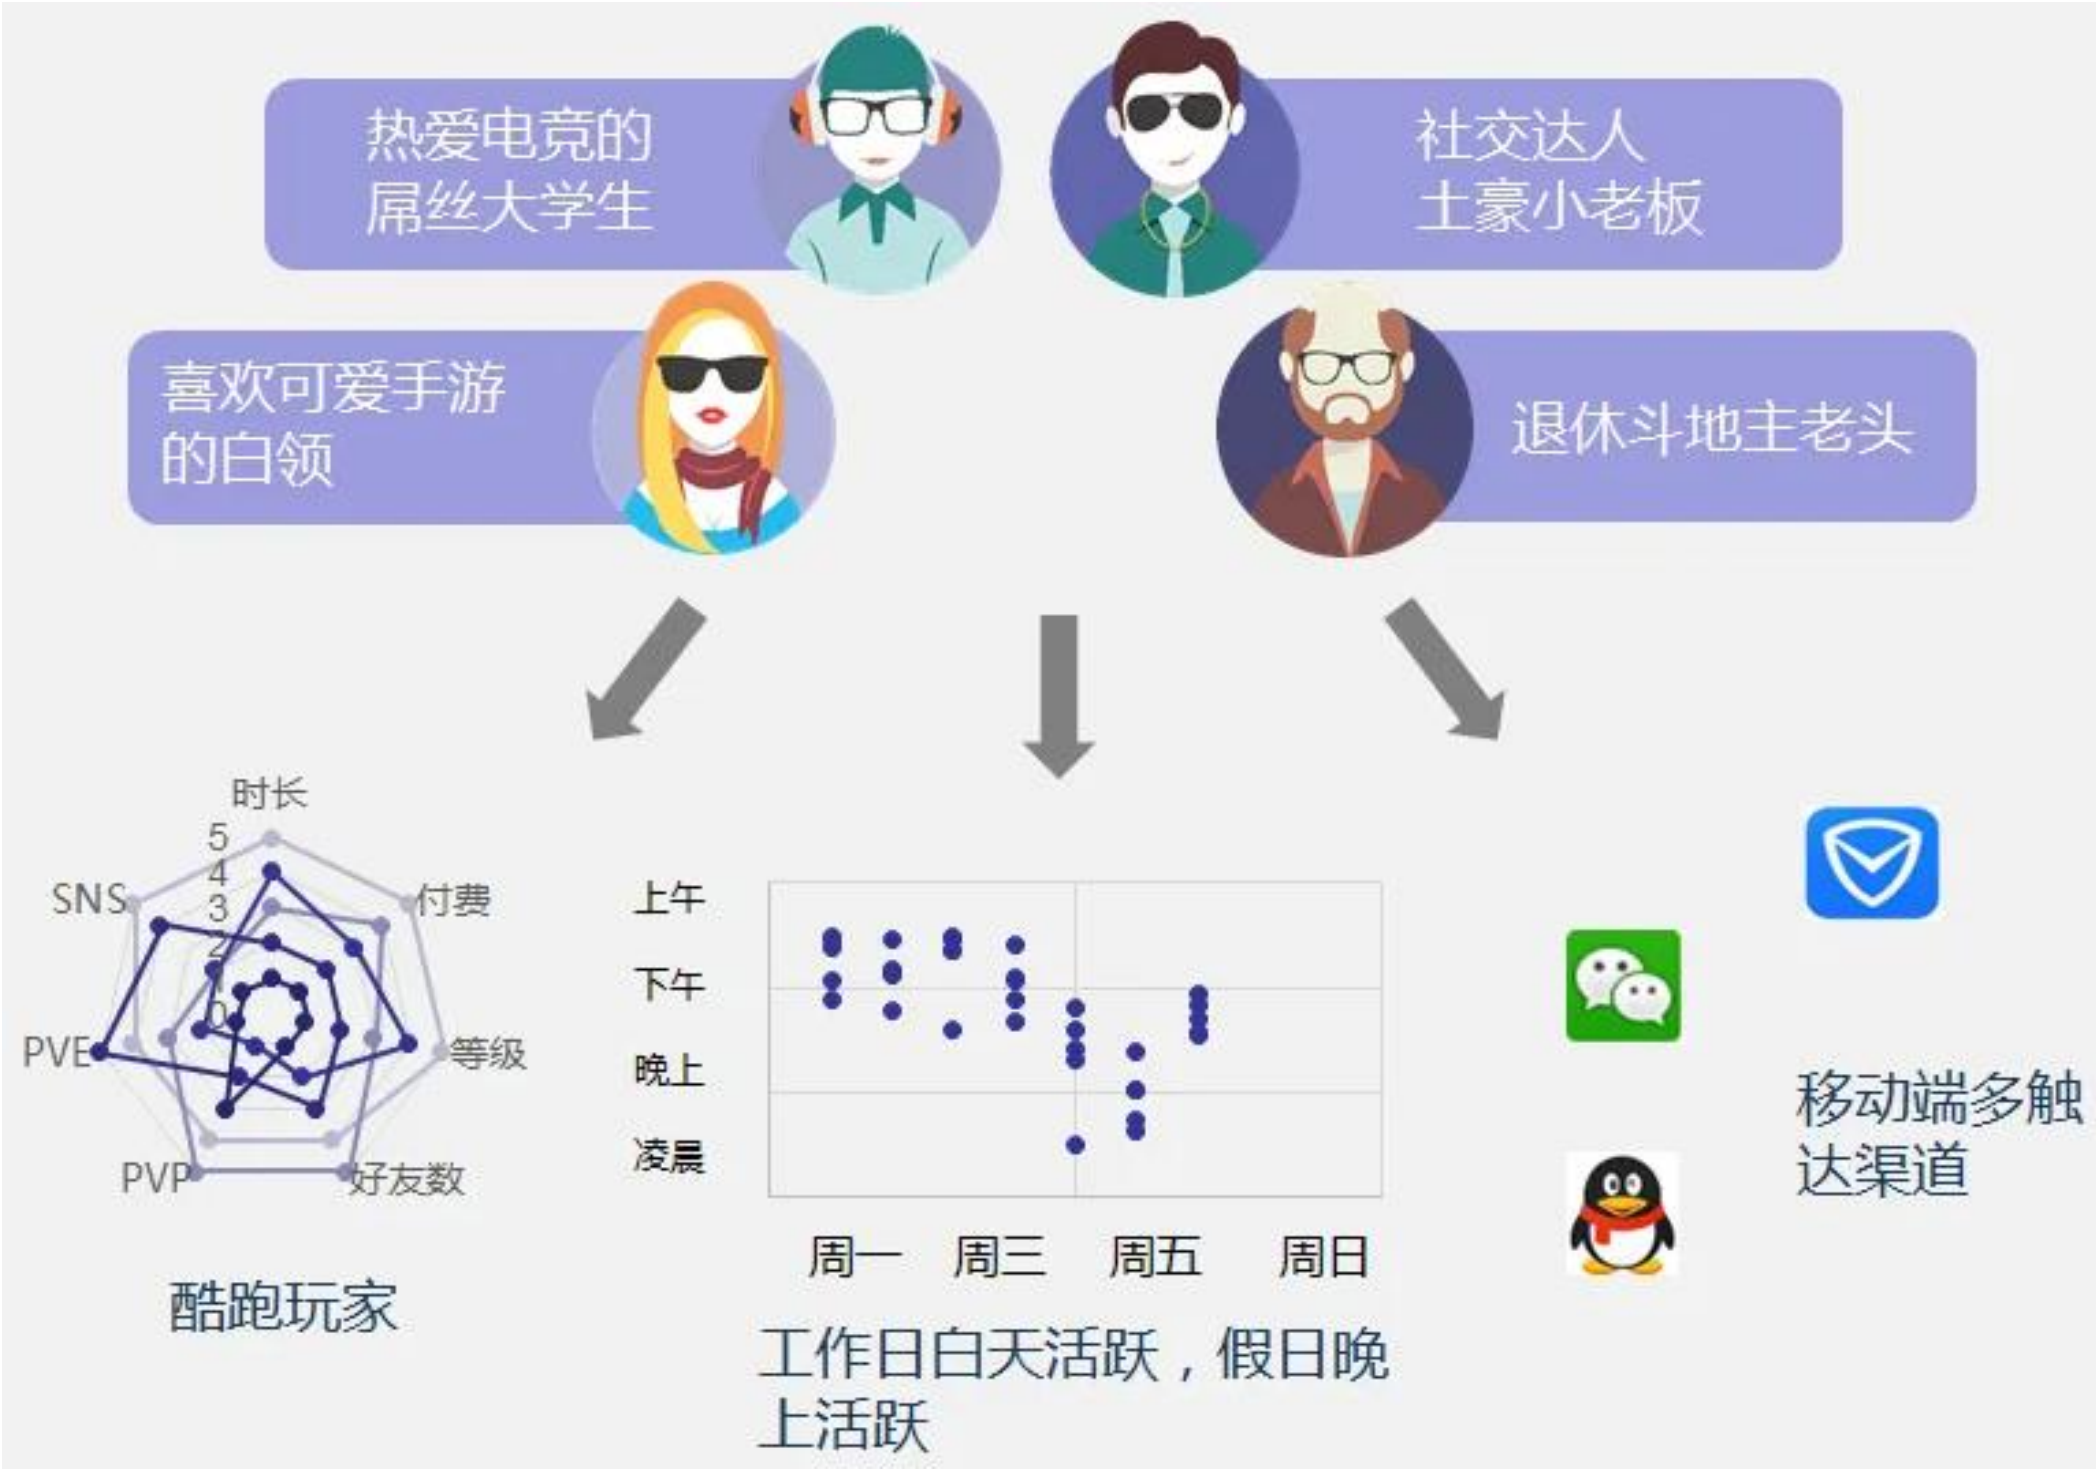 热爱电竞的
屌丝大学生
社交达人
土豪小老板
喜欢可爱手游
的白领
退休斗地主老头
时长
5
4
3
2
1
0
SNS
付费
PVE
等级
PVP
好友数
酷跑玩家
上午
下午
晚上
凌晨
周一
周三
周五
周日
工作日白天活跃，假日晚
上活跃
移动端多触
达渠道